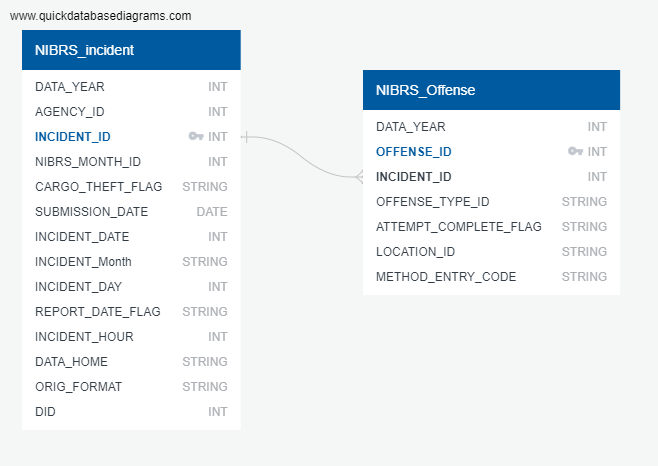 www.quickdatabasediagrams.com
NIBRS_incident
DATA_YEAR INT
AGENCY_ID INT
INCIDENT_ID INT
NIBRS_MONTH_ID INT
CARGO_THEFT_FLAG STRING
SUBMISSION_DATE DATE
INCIDENT_DATE INT
INCIDENT_Month STRING
INCIDENT_DAY INT
REPORT_DATE_FLAG STRING
INCIDENT_HOUR INT
DATA_HOME STRING
ORIG_FORMAT STRING
DID INT
NIBRS_Offense
DATA_YEAR INT
OFFENSE_ID INT
INCIDENT_ID INT
OFFENSE_TYPE_ID STRING
ATTEMPT_COMPLETE_FLAG STRING
LOCATION_ID STRING
METHOD_ENTRY_CODE STRING